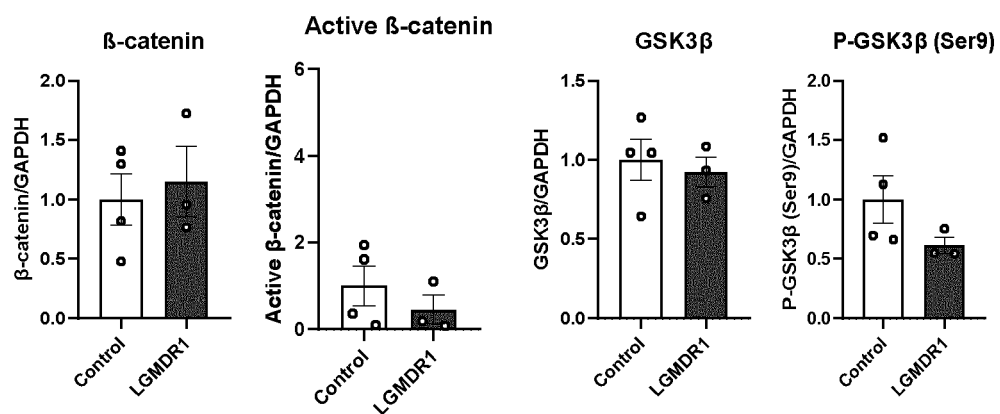 ß-catenin
β-catenin/GAPDH
2.0
1.5
1.0
0.5
0.0
Control
LGMDR1
Active ß-catenin
Active β-catenin/GAPDH
6
4
2
0
Control
LGMDR1
GSK3β
GSK3β/GAPDH
1.5
1.0
0.5
0.0
Control
LGMDR1
P-GSK3β (Ser9)
P-GSK3β (Ser9)/GAPDH
2.0
1.5
1.0
0.5
0.0
Control
LGMDR1